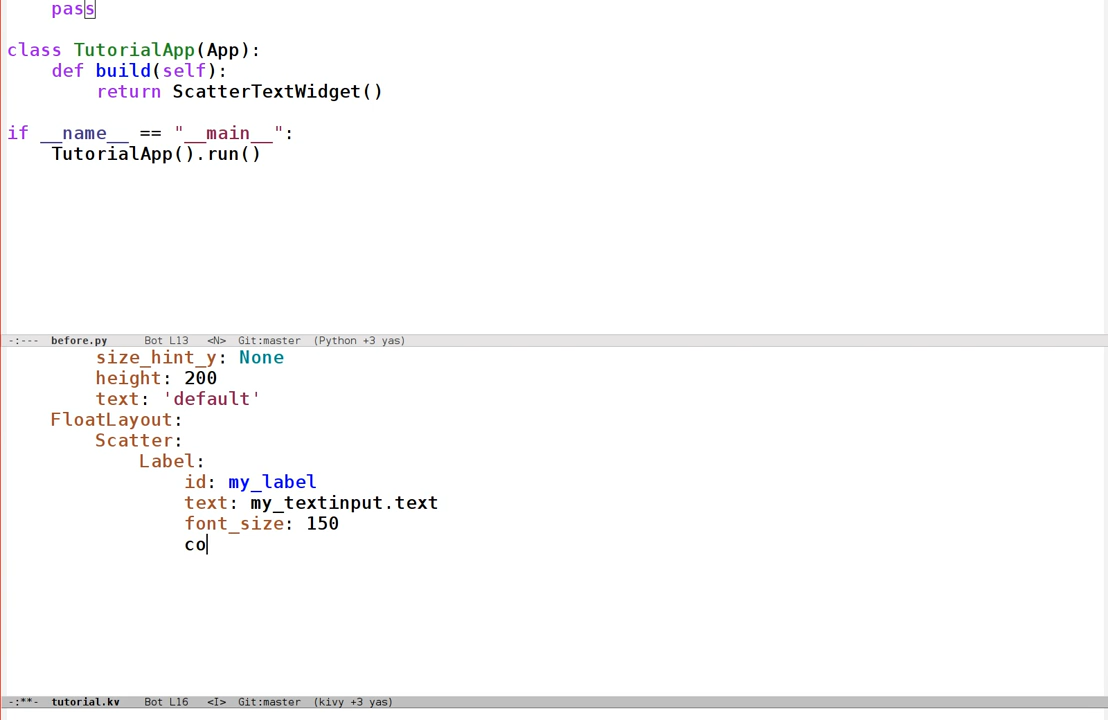 pass

class TutorialApp(App):
    def build(self):
        return ScatterTextWidget()

if __name__ == "__main__":
    TutorialApp().run()
-:--- before.py Bot L13 <N> Git:master (Python +3 yas)
        size_hint_y: None
        height: 200
        text: 'default'
    FloatLayout:
        Scatter:
            Label:
                id: my_label
                text: my_textinput.text
                font_size: 150
                co
-:**- tutorial.kv Bot L16 <I> Git:master (kivy +3 yas)